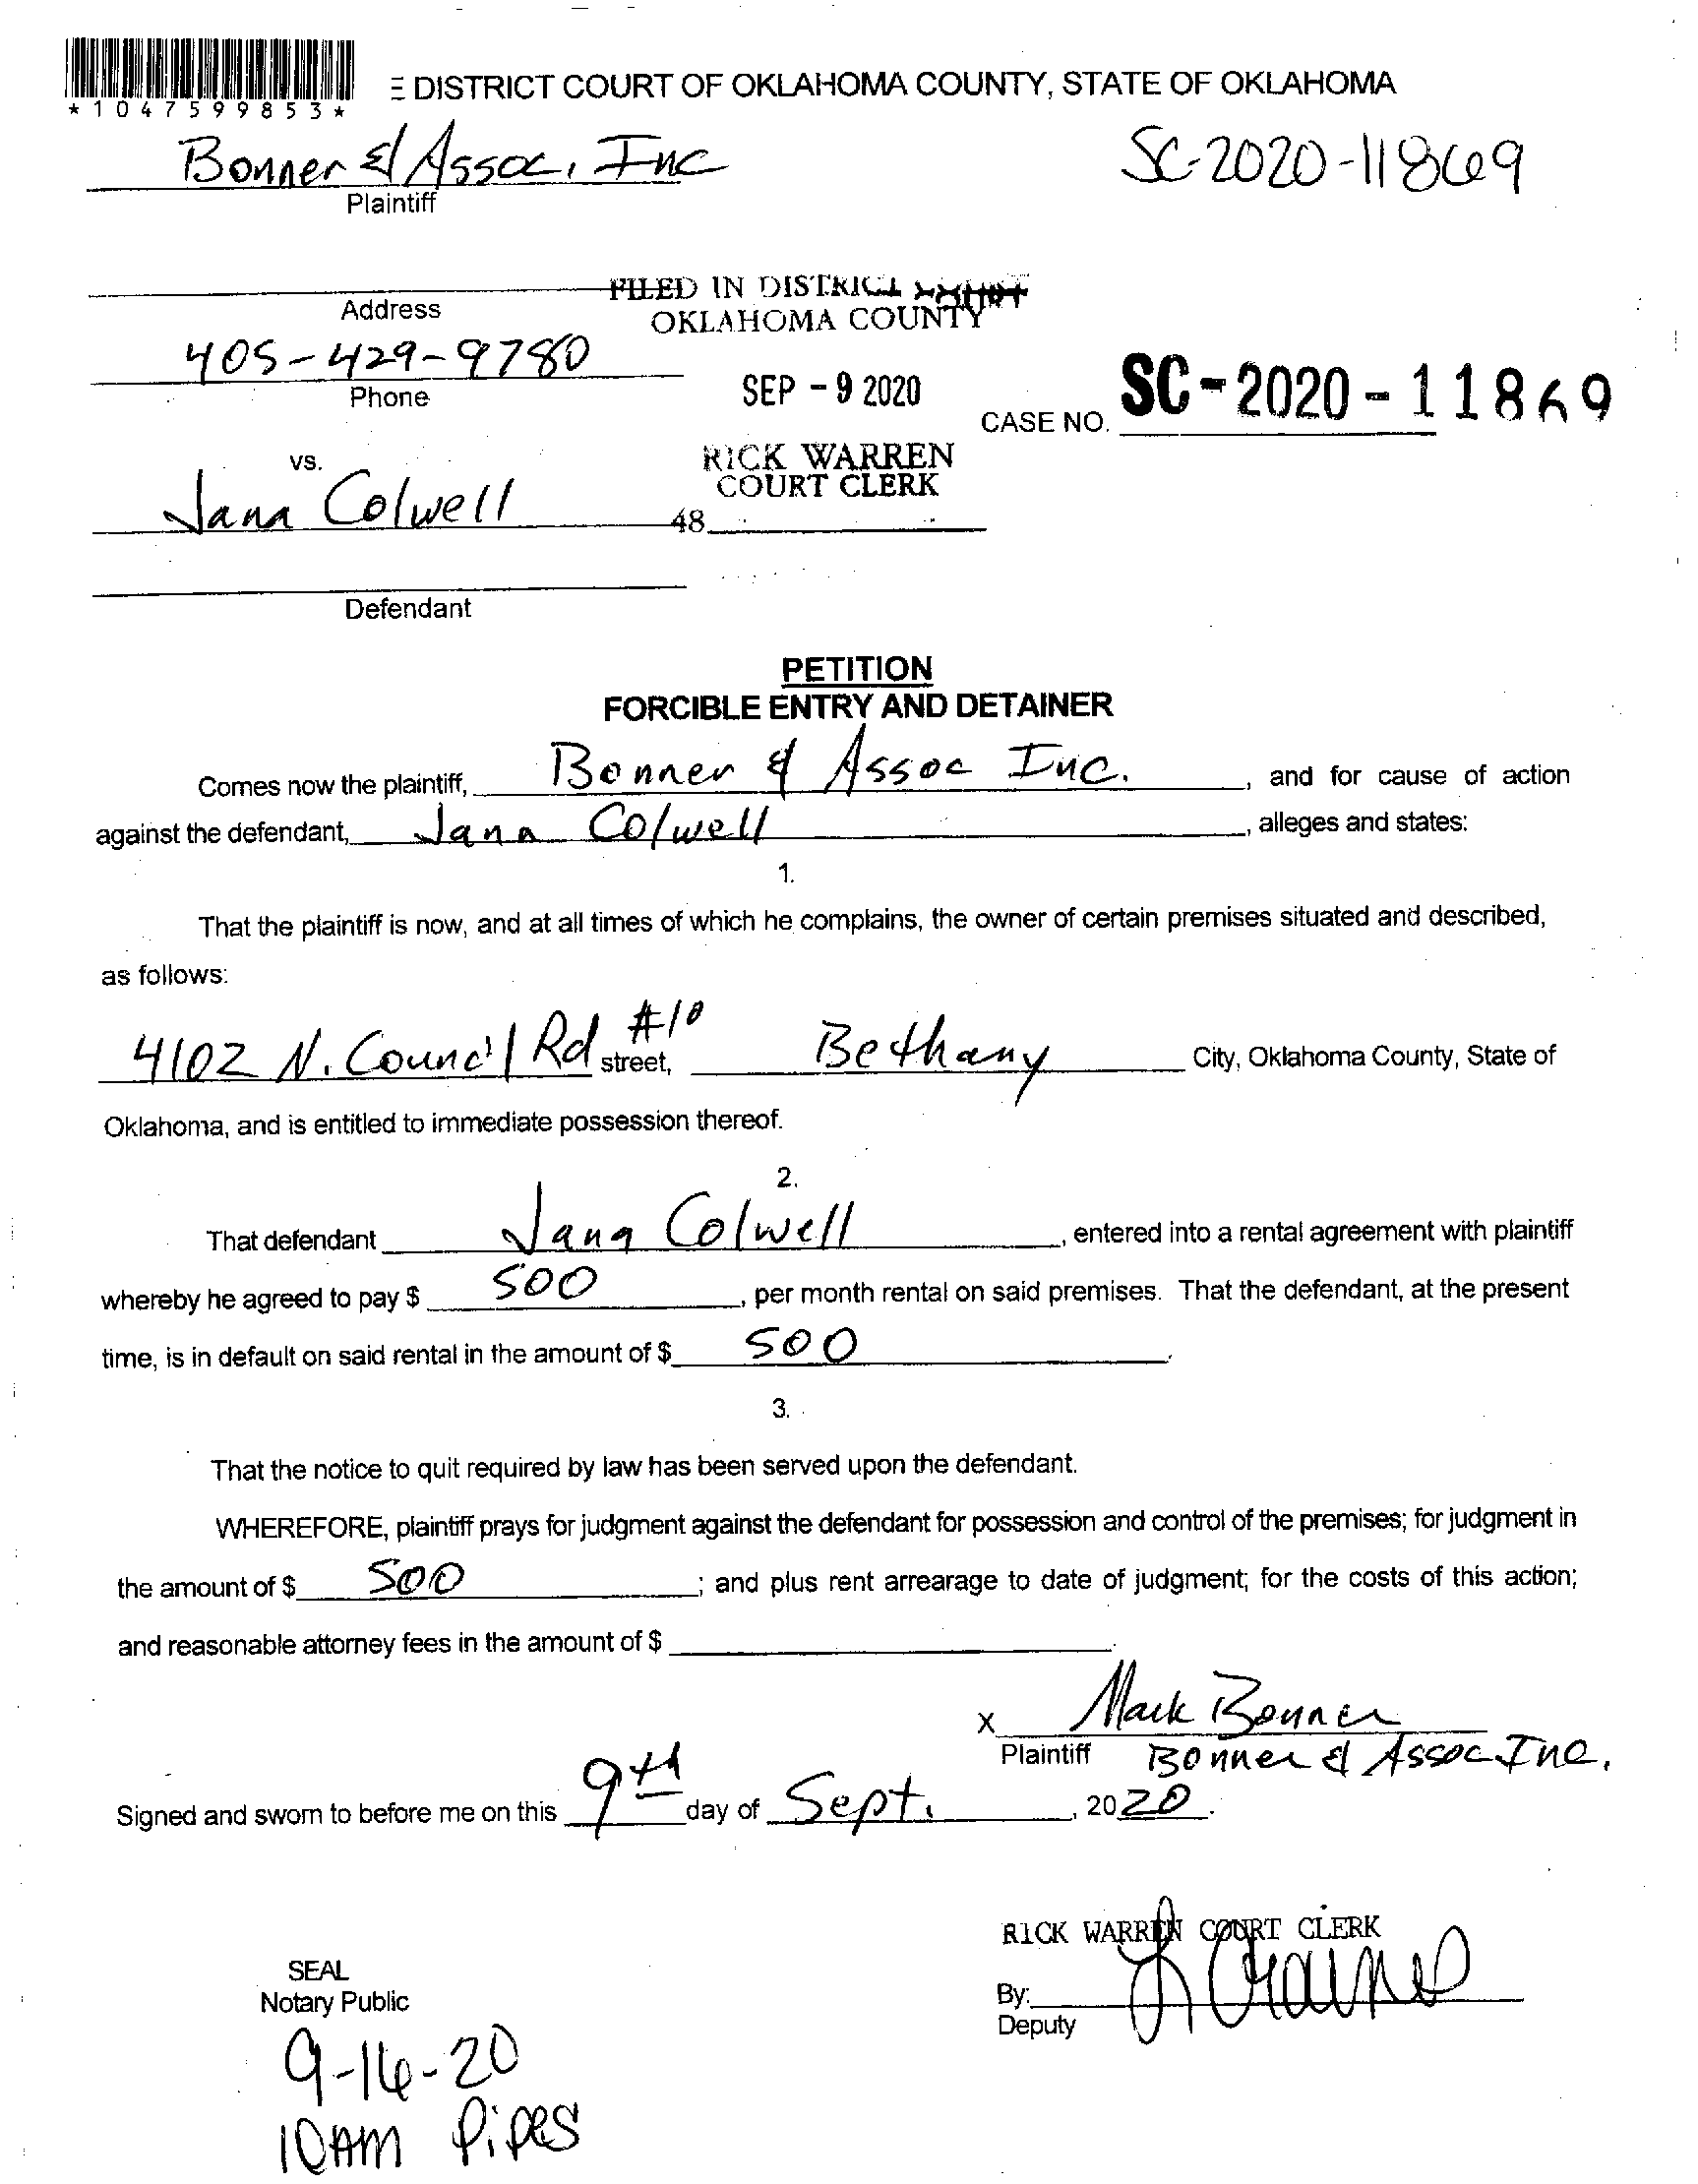 *1047599853*
E DISTRICT COURT OF OKLAHOMA COUNTY, STATE OF OKLAHOMA
Bonner & Assoc, Inc
SC-2020-11869
Plaintiff
FILED IN DISTRICT COURT
Address
OKLAHOMA COUNTY
405-429-9780
Phone
SEP - 9 2020
CASE NO. SC-2020-11869
vs.
RICK WARREN
COURT CLERK
Jana Colwell
48
Defendant
PETITION
FORCIBLE ENTRY AND DETAINER
Comes now the plaintiff, Bonner & Assoc Inc. , and for cause of action
against the defendant, Jana Colwell , alleges and states:
1.
That the plaintiff is now, and at all times of which he complains, the owner of certain premises situated and described,
as follows:
4102 N. Council Rd #10 street, Bethany City, Oklahoma County, State of
Oklahoma, and is entitled to immediate possession thereof.
2.
That defendant Jana Colwell , entered into a rental agreement with plaintiff
whereby he agreed to pay $ 500 , per month rental on said premises. That the defendant, at the present
time, is in default on said rental in the amount of $ 500 .
3.
That the notice to quit required by law has been served upon the defendant.
WHEREFORE, plaintiff prays for judgment against the defendant for possession and control of the premises; for judgment in
the amount of $ 500 ; and plus rent arrearage to date of judgment; for the costs of this action;
and reasonable attorney fees in the amount of $ .
X Mark Bonner
Plaintiff Bonner & Assoc Inc.
Signed and sworn to before me on this 9th day of Sept. , 2020 .
RICK WARREN COURT CLERK
SEAL
Notary Public
By:
Deputy
9-16-20
10AM Pipes